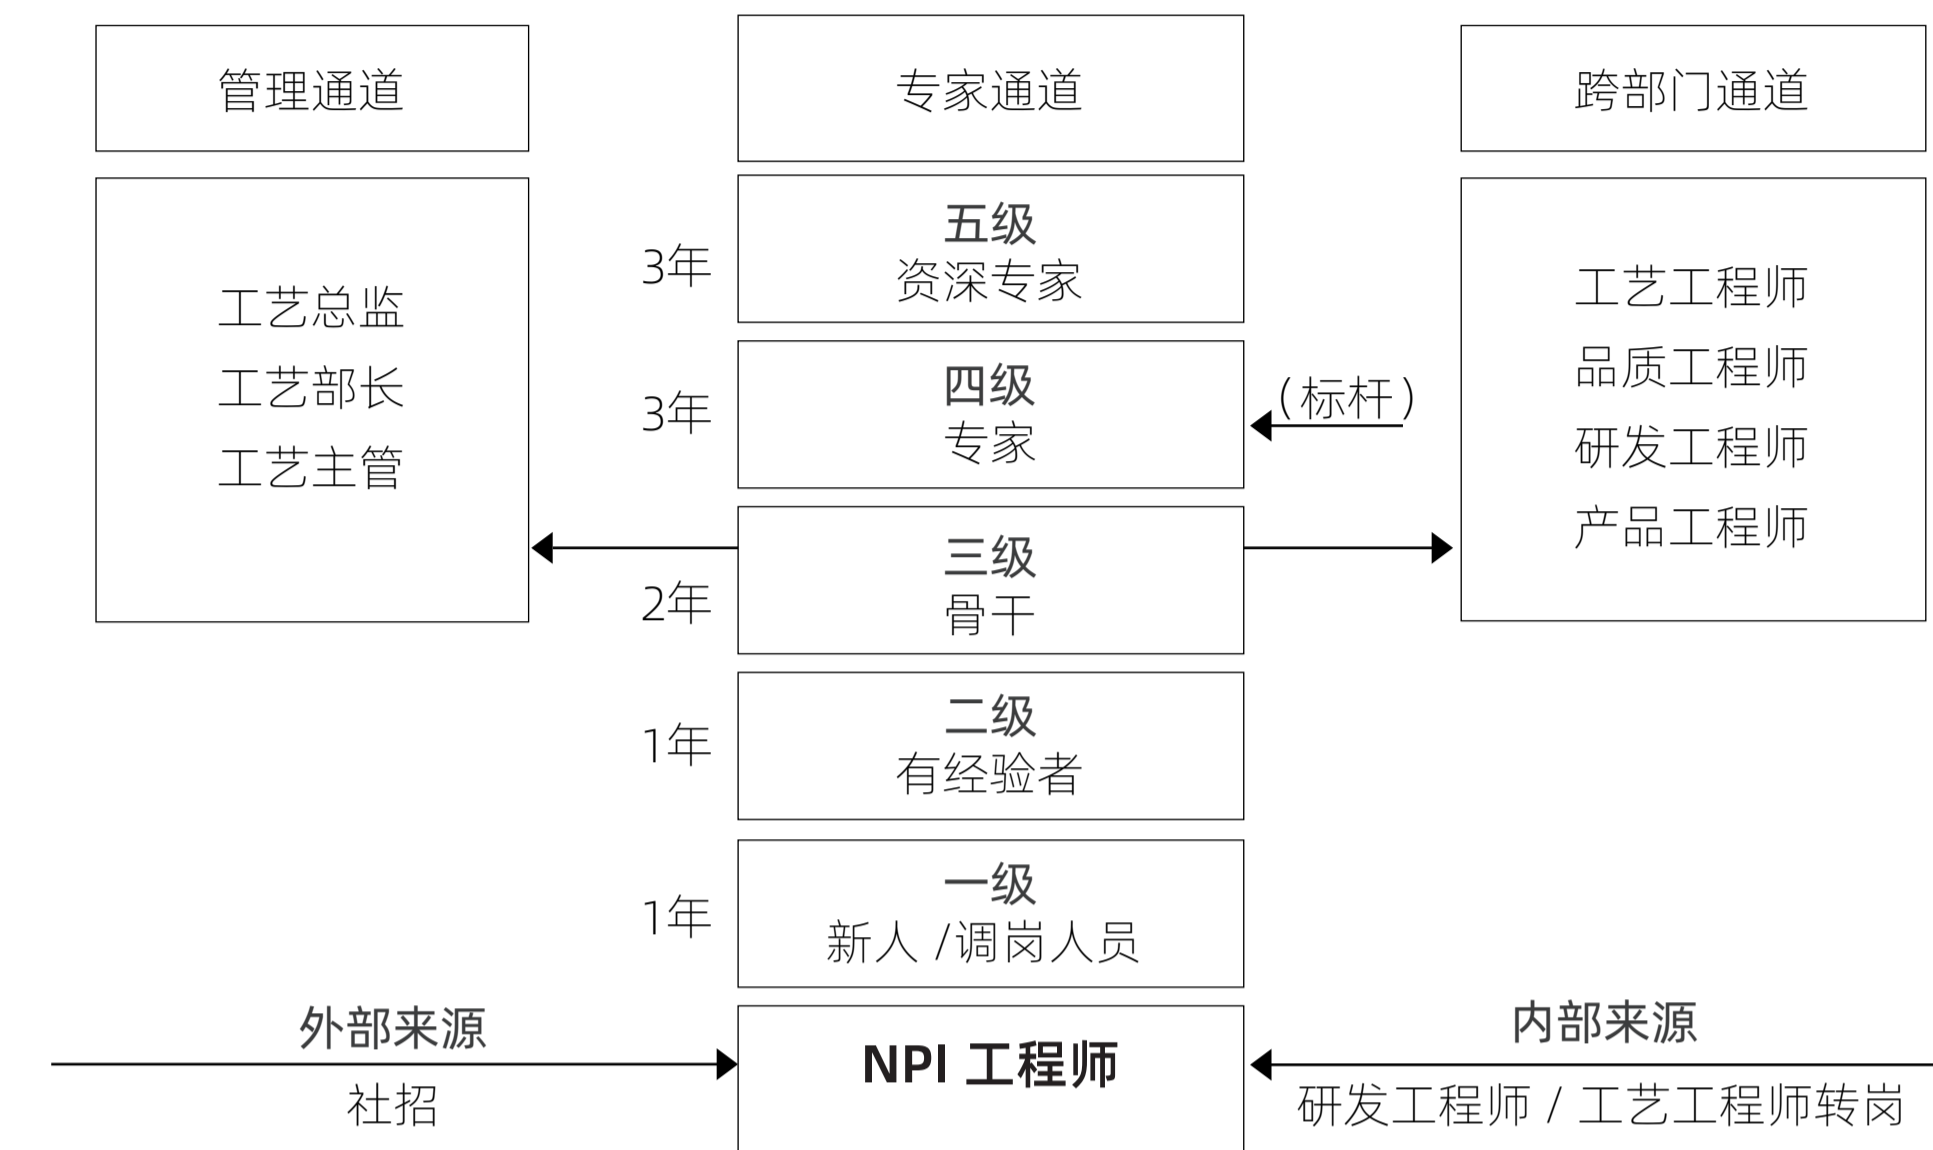 管理通道
专家通道
跨部门通道
工艺总监
工艺部长
工艺主管
3年
五级
资深专家
3年
四级
专家
(标杆)
2年
三级
骨干
1年
二级
有经验者
1年
一级
新人 /调岗人员
工艺工程师
品质工程师
研发工程师
产品工程师
外部来源
社招
NPI 工程师
内部来源
研发工程师 / 工艺工程师转岗